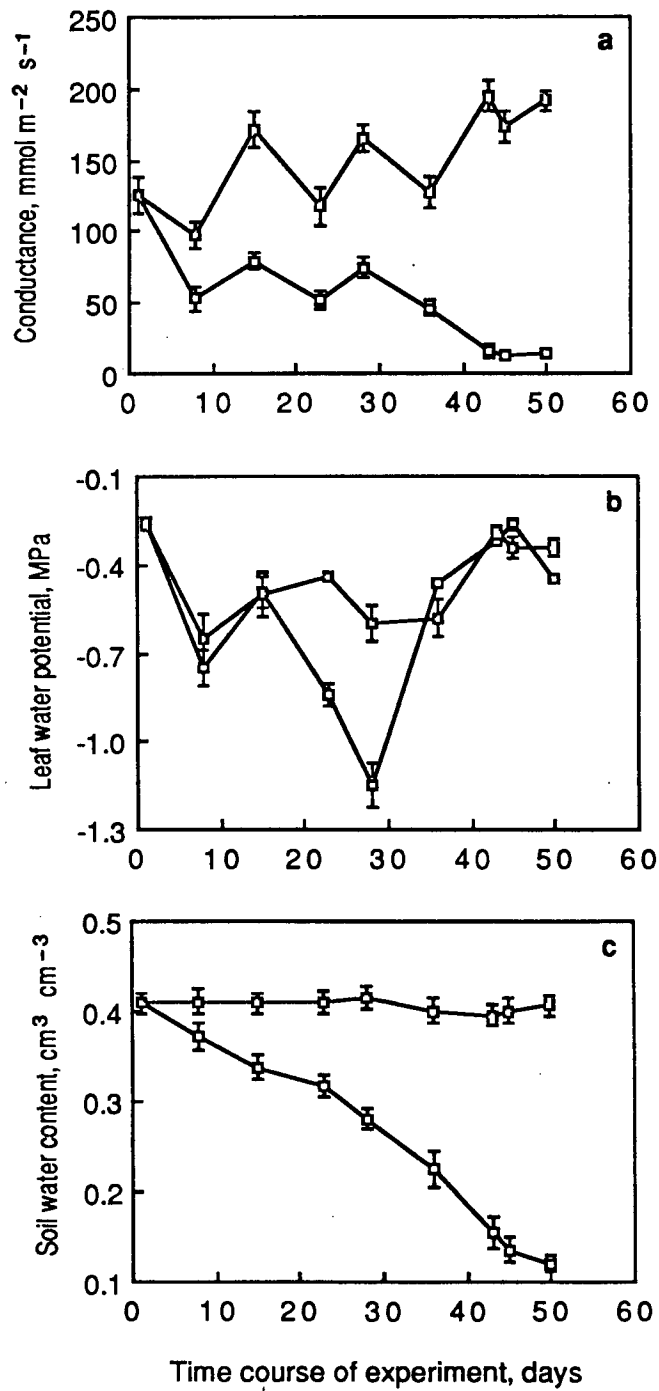 a
Conductance, mmol m⁻² s⁻¹
250
200
150
100
50
0
0 10 20 30 40 50 60
b
Leaf water potential, MPa
-0.1
-0.4
-0.7
-1.0
-1.3
0 10 20 30 40 50 60
c
Soil water content, cm³ cm⁻³
0.5
0.4
0.3
0.2
0.1
0 10 20 30 40 50 60
Time course of experiment, days